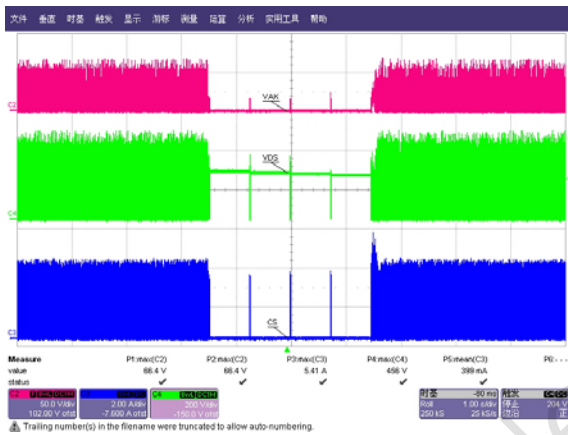 文件 垂直 时基 触发 显示 游标 测量 运算 分析 实用工具 帮助
VAK
C2
VDS
C4
CS
C3
Measure P1:max(C2) P2:max(C2) P3:max(C3) P4:max(C4) P5:mean(C3) P6:- - -
value 66.4 V 66.4 V 5.41 A 456 V 399 mA
status
C2 C4 时基 -80 ms 触发
50.0 V/div 2.00 A/div 200 V/div Roll 1.00 s/div 停止 204 V
102.00 V ofst -7.600 A ofst -150.0 V ofst 250 kS 25 kS/s 边沿 正
Trailing number(s) in the filename were truncated to allow auto-numbering.